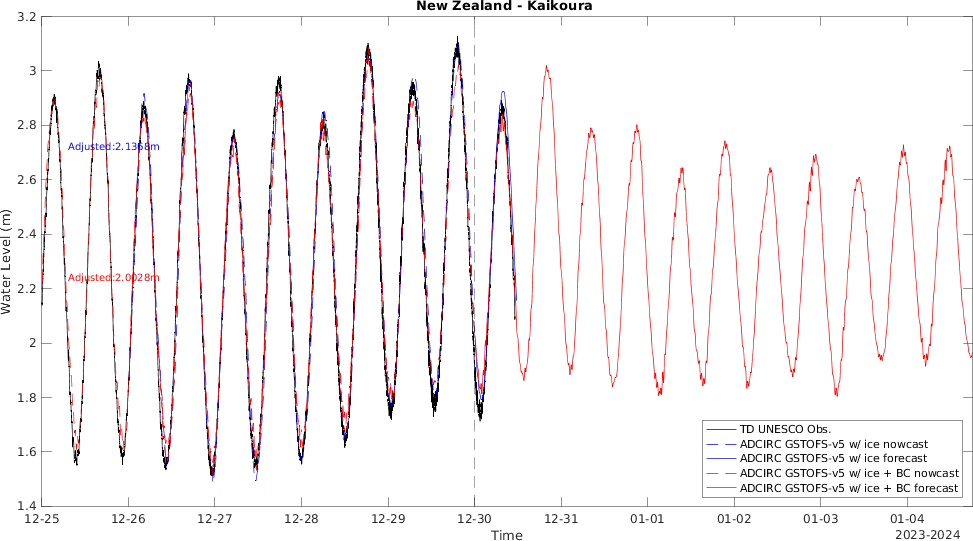 New Zealand - Kaikoura
3.2
3
2.8
2.6
2.4
2.2
2
1.8
1.6
1.4
Water Level (m)
Adjusted:2.1368m
Adjusted:2.0028m
TD UNESCO Obs.
ADCIRC GSTOFS-v5 w/ ice nowcast
ADCIRC GSTOFS-v5 w/ ice forecast
ADCIRC GSTOFS-v5 w/ ice + BC nowcast
ADCIRC GSTOFS-v5 w/ ice + BC forecast
12-25 12-26 12-27 12-28 12-29 12-30 12-31 01-01 01-02 01-03 01-04
Time
2023-2024